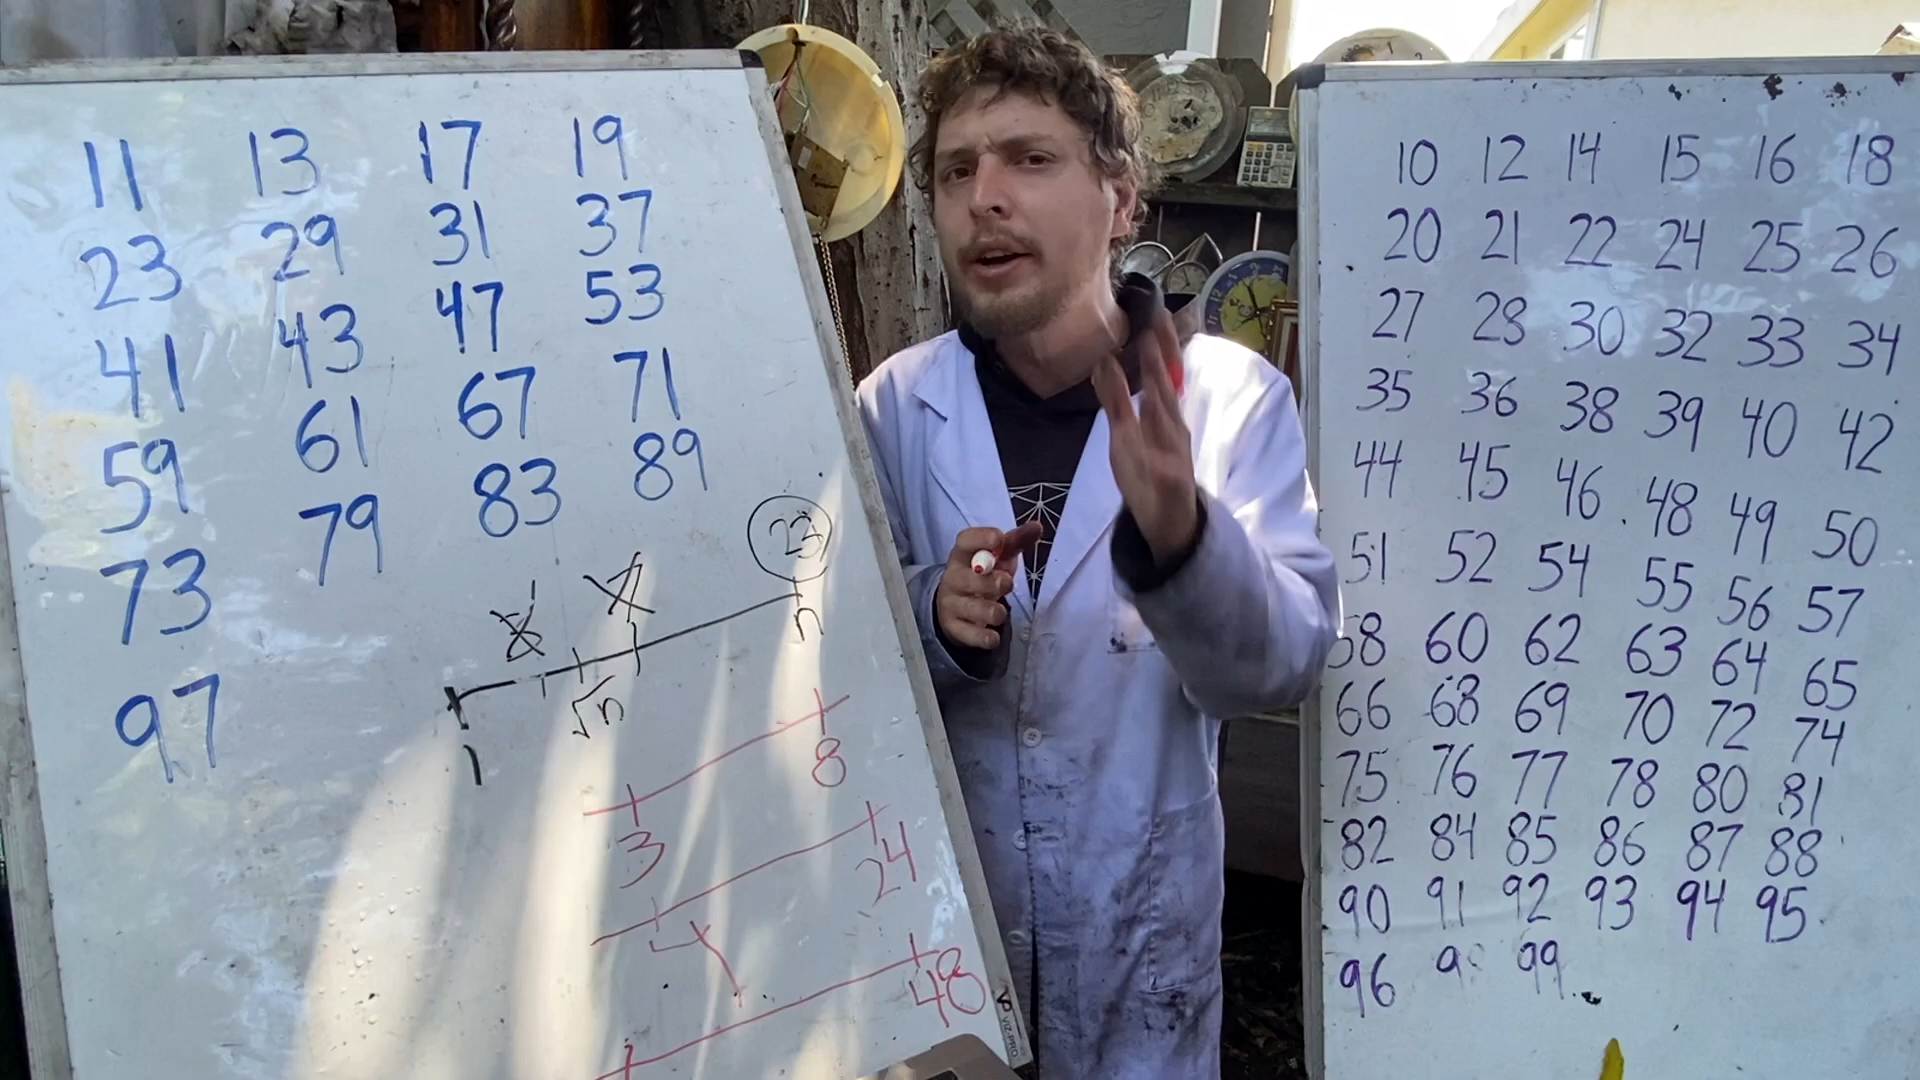 11 13 17 19
23 29 31 37
41 43 47 53
59 61 67 71
73 79 83 89
97
23
n
√n
1
3 8
4 24
48
VIZ-PRO
10 12 14 15 16 18
20 21 22 24 25 26
27 28 30 32 33 34
35 36 38 39 40 42
44 45 46 48 49 50
51 52 54 55 56 57
58 60 62 63 64 65
66 68 69 70 72 74
75 76 77 78 80 81
82 84 85 86 87 88
90 91 92 93 94 95
96 99